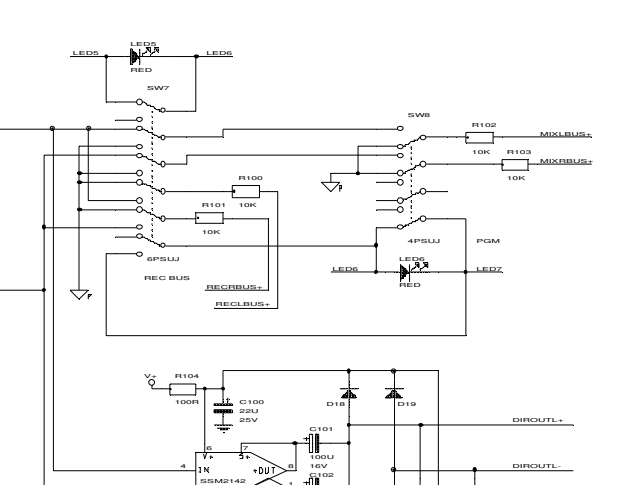 LED5
LED5
LED6
RED
SW7
SW8
R102
MIXLBUS+
10K
R103
MIXRBUS+
10K
R100
10K
R101
10K
P
4PSUJ
PGM
6PSUJ
LED6
LED6
LED7
RED
REC BUS
RECRBUS+
P
RECLBUS+
V+
R104
100R
C100
22U
25V
D18
D19
DIROUTL+
C101
6
7
V+
S+
100U
16V
4
IN
+OUT
8
DIROUTL-
C102
SSM2142
1